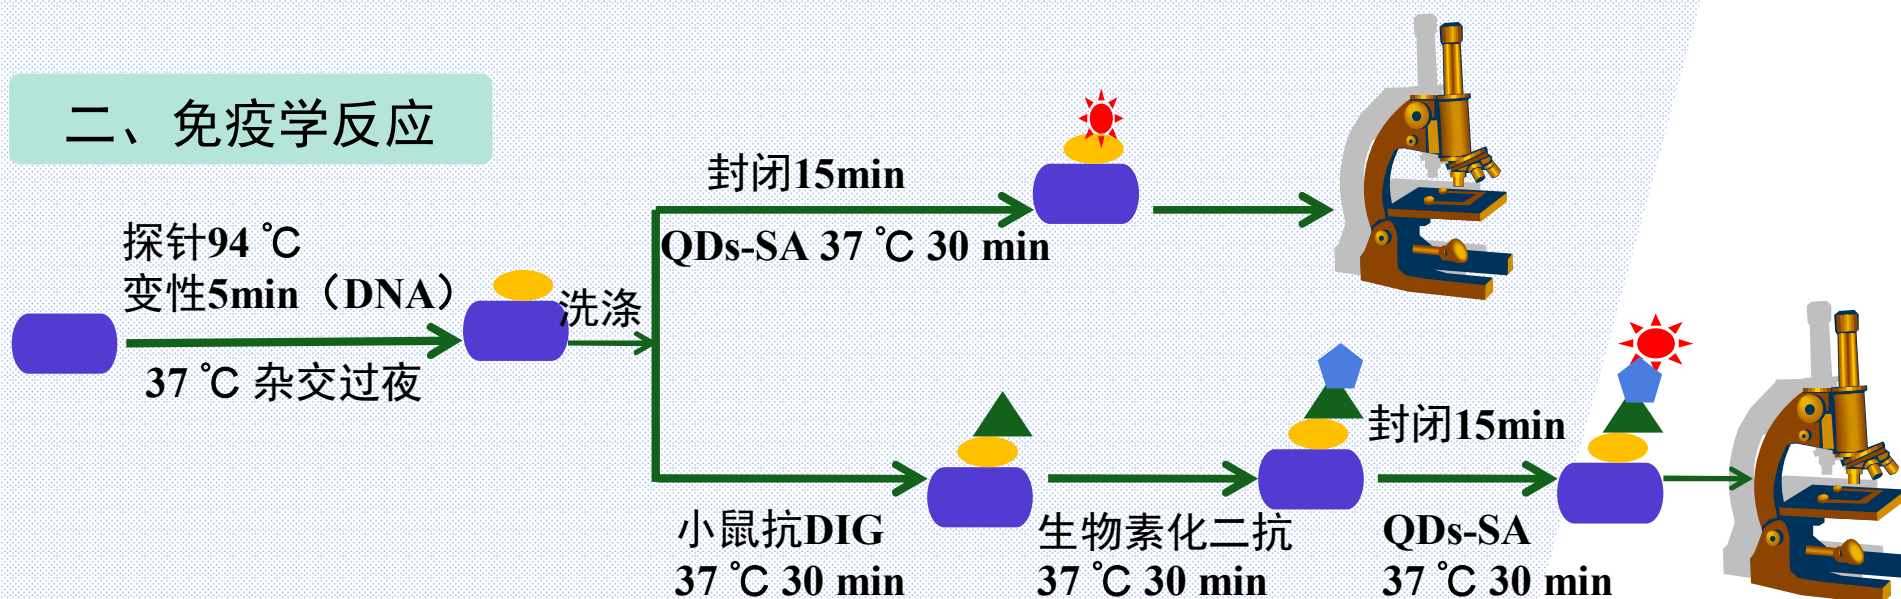 二、免疫学反应
探针94 ℃
变性5min（DNA）
37 ℃ 杂交过夜
洗涤
封闭15min
QDs-SA 37 ℃ 30 min
小鼠抗DIG
37 ℃ 30 min
生物素化二抗
37 ℃ 30 min
封闭15min
QDs-SA
37 ℃ 30 min